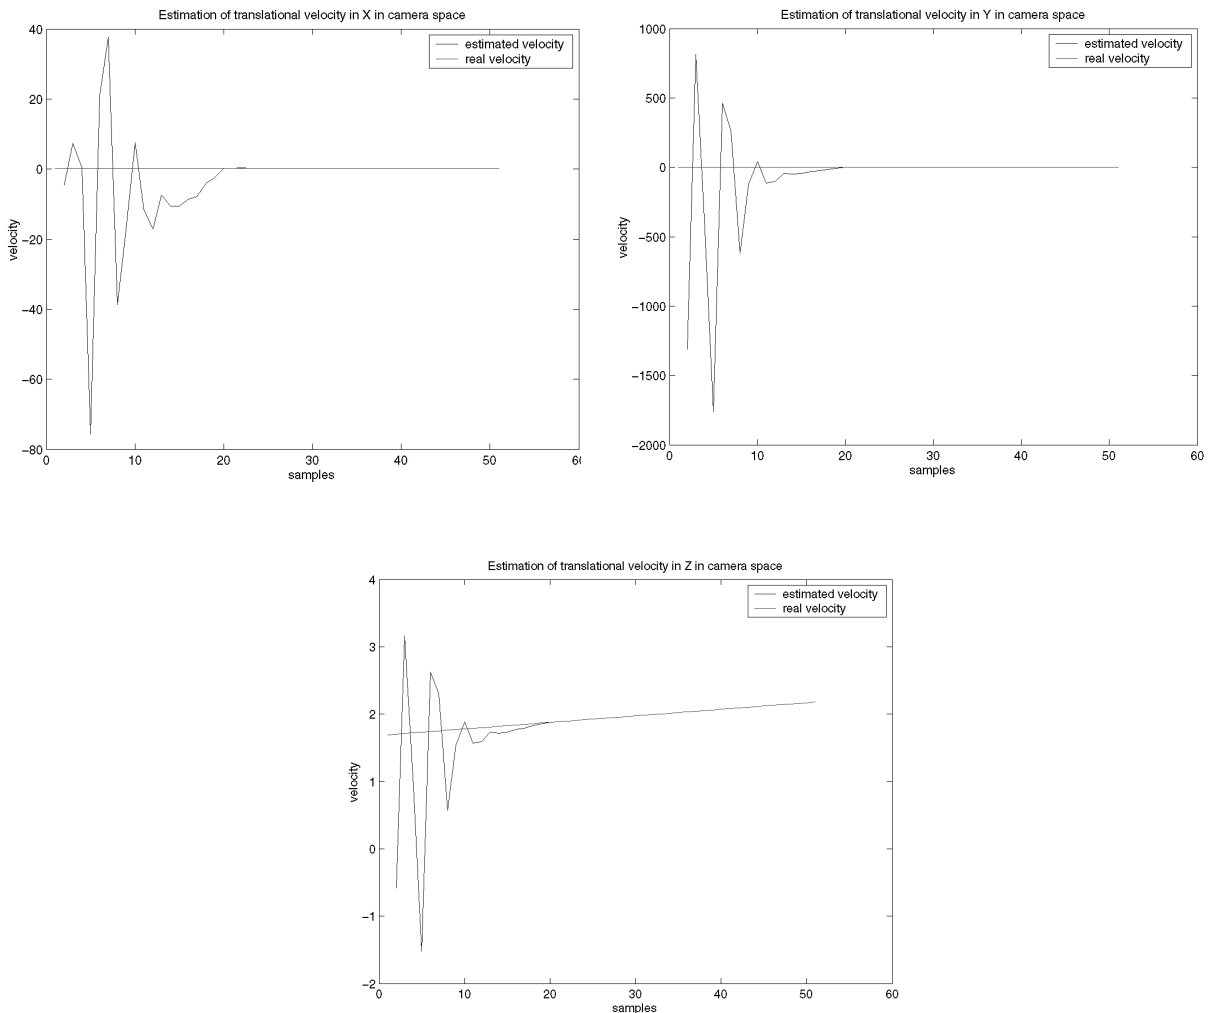 Estimation of translational velocity in X in camera space
40
20
0
−20
−40
−60
−80
velocity
estimated velocity
real velocity
0 10 20 30 40 50
samples
Estimation of translational velocity in Y in camera space
1000
500
0
−500
−1000
−1500
−2000
velocity
estimated velocity
real velocity
0 10 20 30 40 50 60
samples
Estimation of translational velocity in Z in camera space
4
3
2
1
0
−1
−2
velocity
estimated velocity
real velocity
0 10 20 30 40 50 60
samples